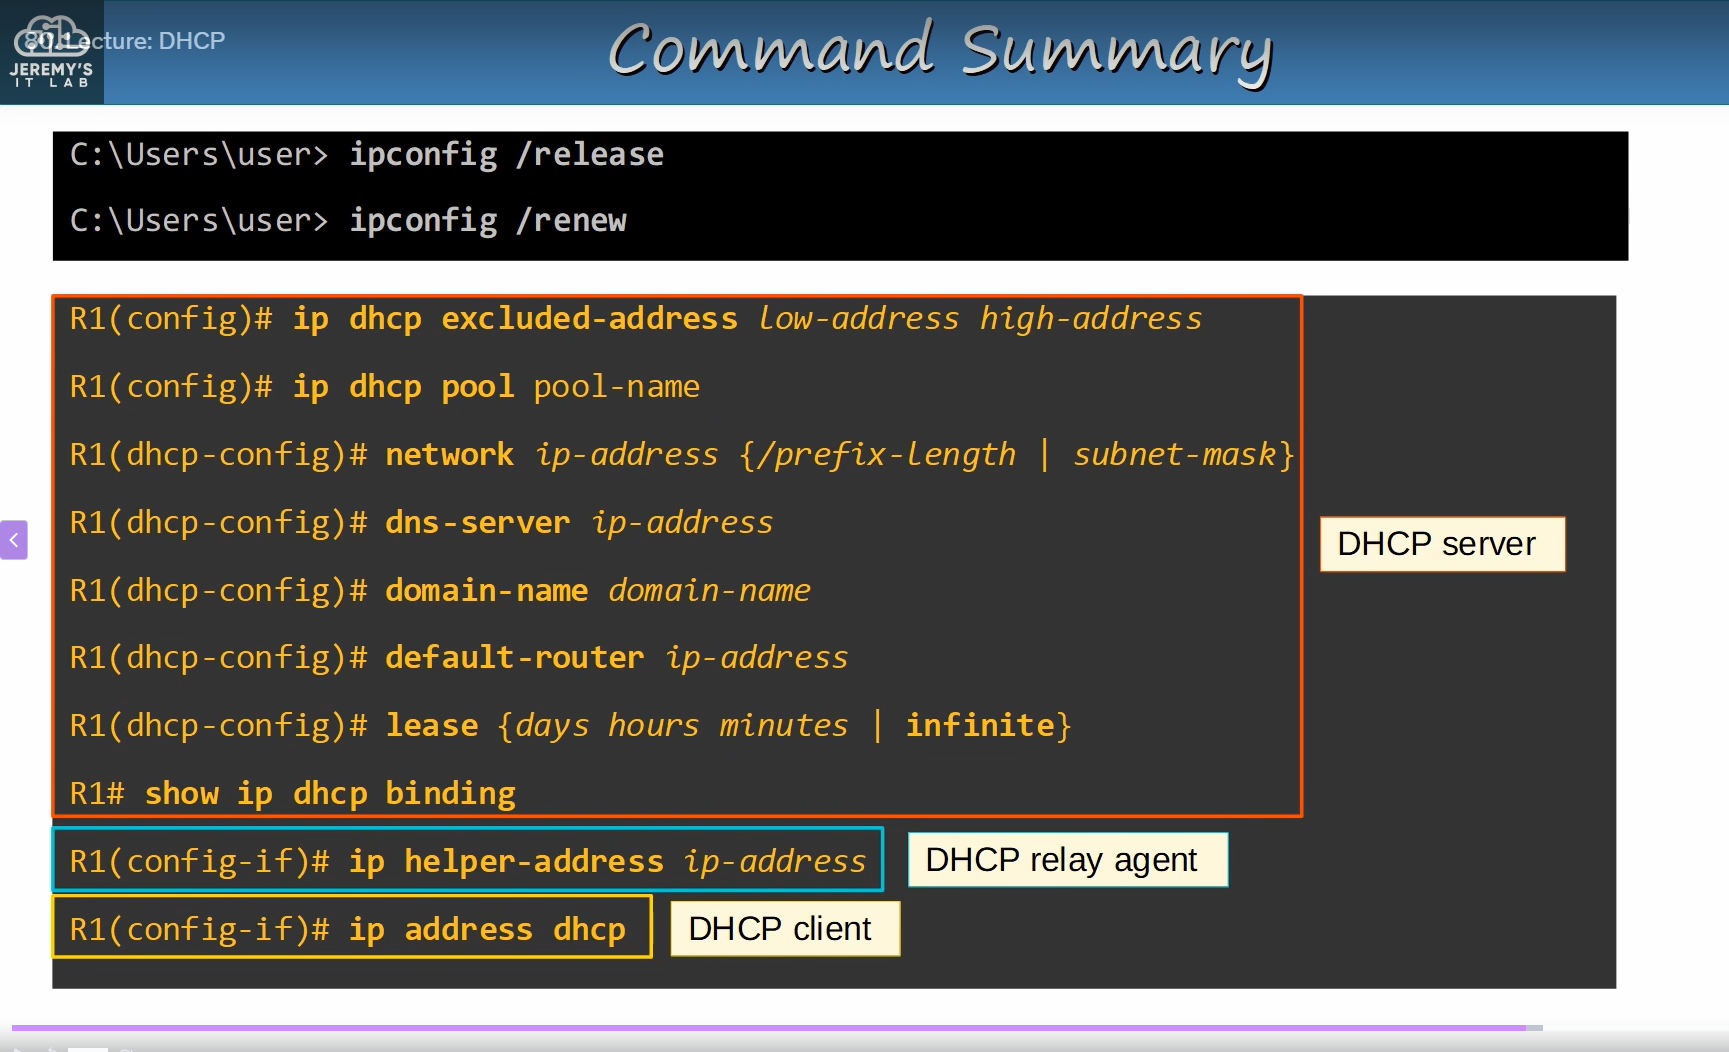 80. Lecture: DHCP
JEREMY'S
IT LAB
Command Summary
C:\Users\user> ipconfig /release
C:\Users\user> ipconfig /renew
R1(config)# ip dhcp excluded-address low-address high-address
R1(config)# ip dhcp pool pool-name
R1(dhcp-config)# network ip-address {/prefix-length | subnet-mask}
R1(dhcp-config)# dns-server ip-address
DHCP server
R1(dhcp-config)# domain-name domain-name
R1(dhcp-config)# default-router ip-address
R1(dhcp-config)# lease {days hours minutes | infinite}
R1# show ip dhcp binding
R1(config-if)# ip helper-address ip-address
DHCP relay agent
R1(config-if)# ip address dhcp
DHCP client